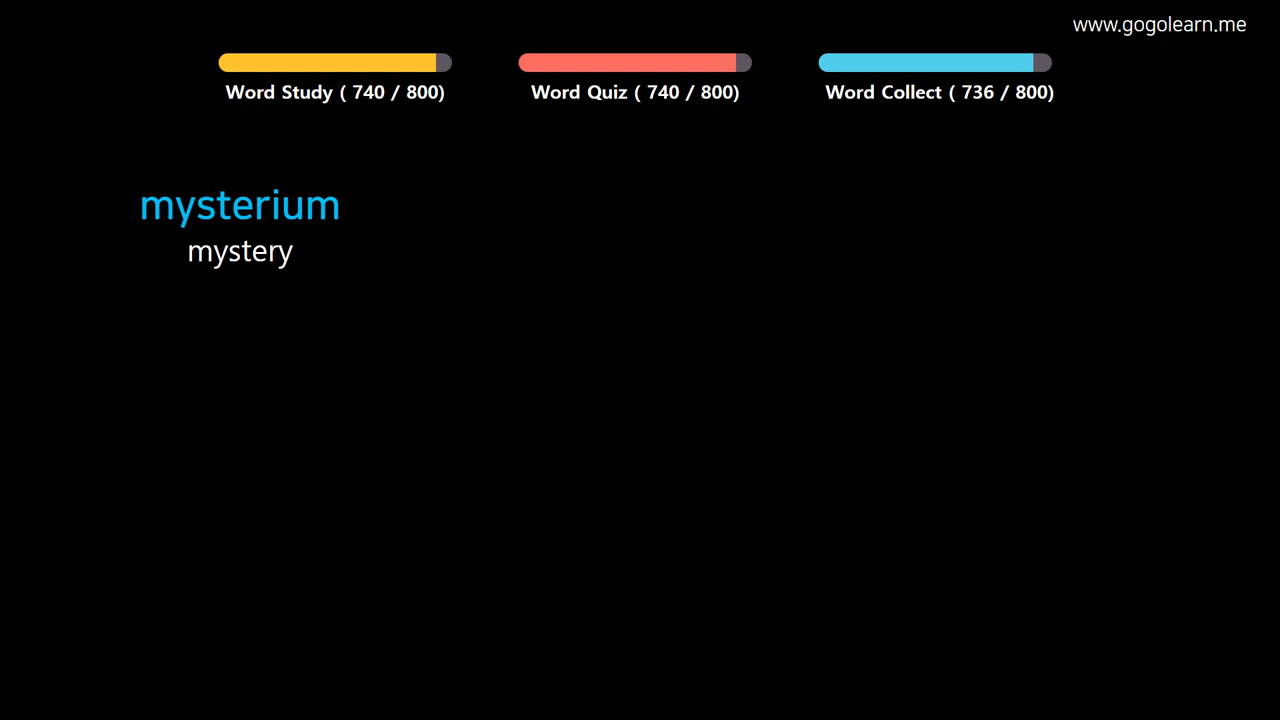 www.gogolearn.me
Word Study ( 740 / 800)
Word Quiz ( 740 / 800)
Word Collect ( 736 / 800)
mysterium
mystery